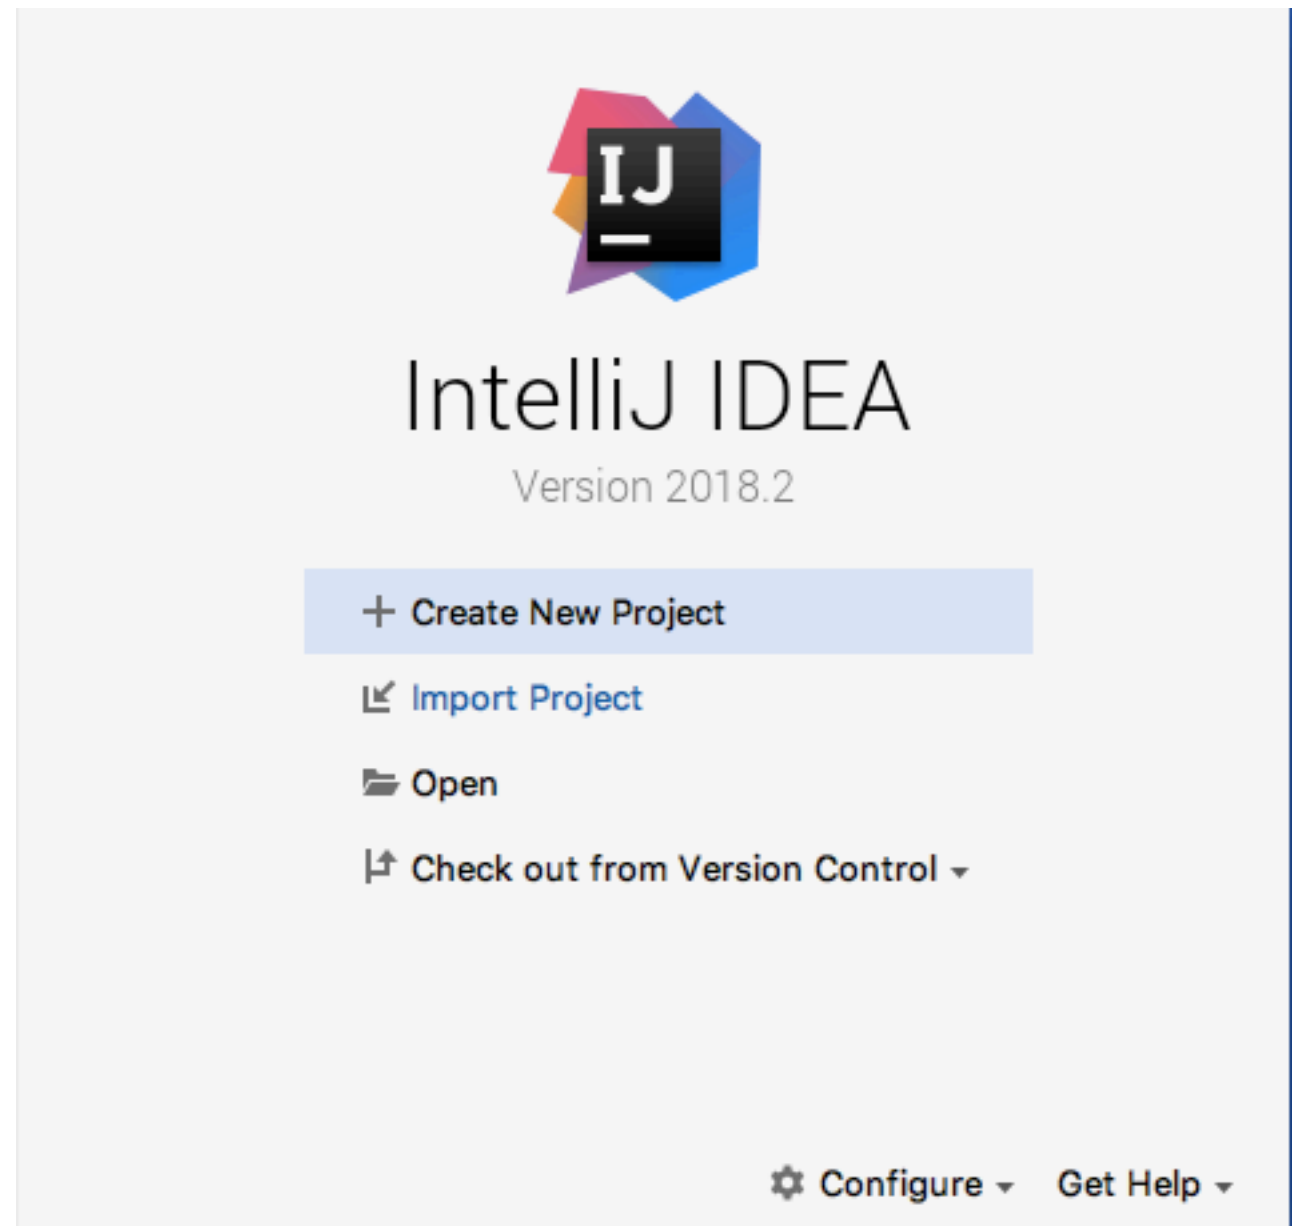 IJ
IntelliJ IDEA
Version 2018.2
Create New Project
Import Project
Open
Check out from Version Control
Configure Get Help